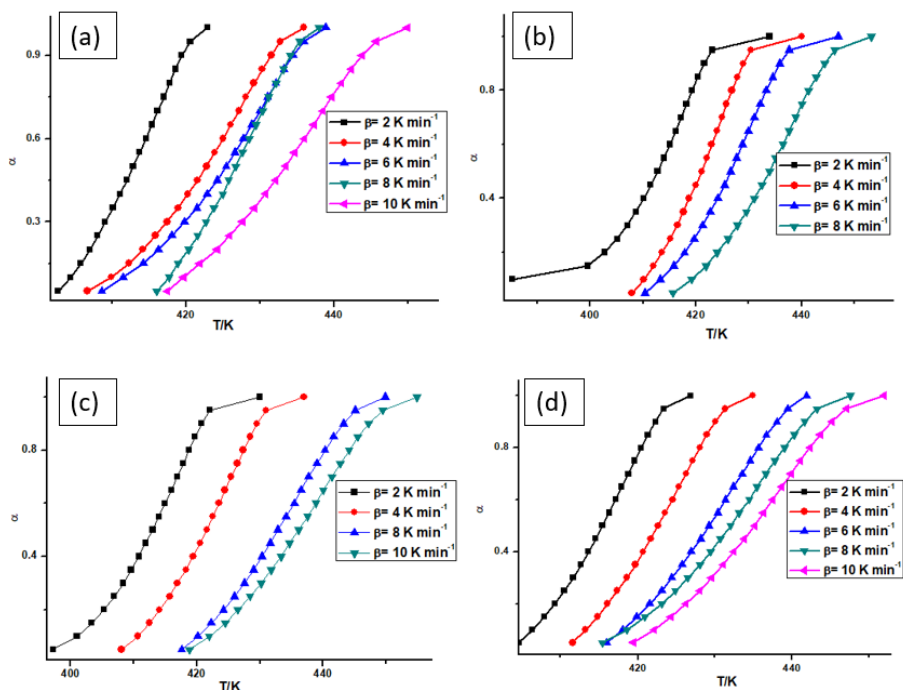 (a)
0.9
0.6
0.3
α
β= 2 K min⁻¹
β= 4 K min⁻¹
β= 6 K min⁻¹
β= 8 K min⁻¹
β= 10 K min⁻¹
420
440
T/K
(b)
0.8
0.4
α
β= 2 K min⁻¹
β= 4 K min⁻¹
β= 6 K min⁻¹
β= 8 K min⁻¹
400
420
440
T/K
(c)
0.8
0.4
α
β= 2 K min⁻¹
β= 4 K min⁻¹
β= 8 K min⁻¹
β= 10 K min⁻¹
400
420
440
T/K
(d)
0.8
0.4
α
β= 2 K min⁻¹
β= 4 K min⁻¹
β= 6 K min⁻¹
β= 8 K min⁻¹
β= 10 K min⁻¹
420
440
T/K